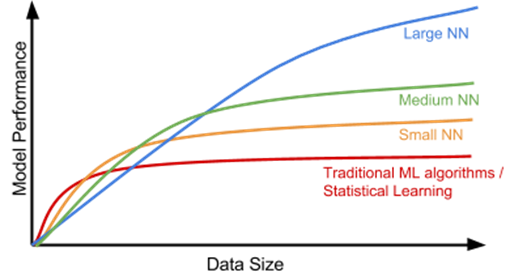 Large NN
Medium NN
Small NN
Traditional ML algorithms /
Statistical Learning
Model Performance
Data Size